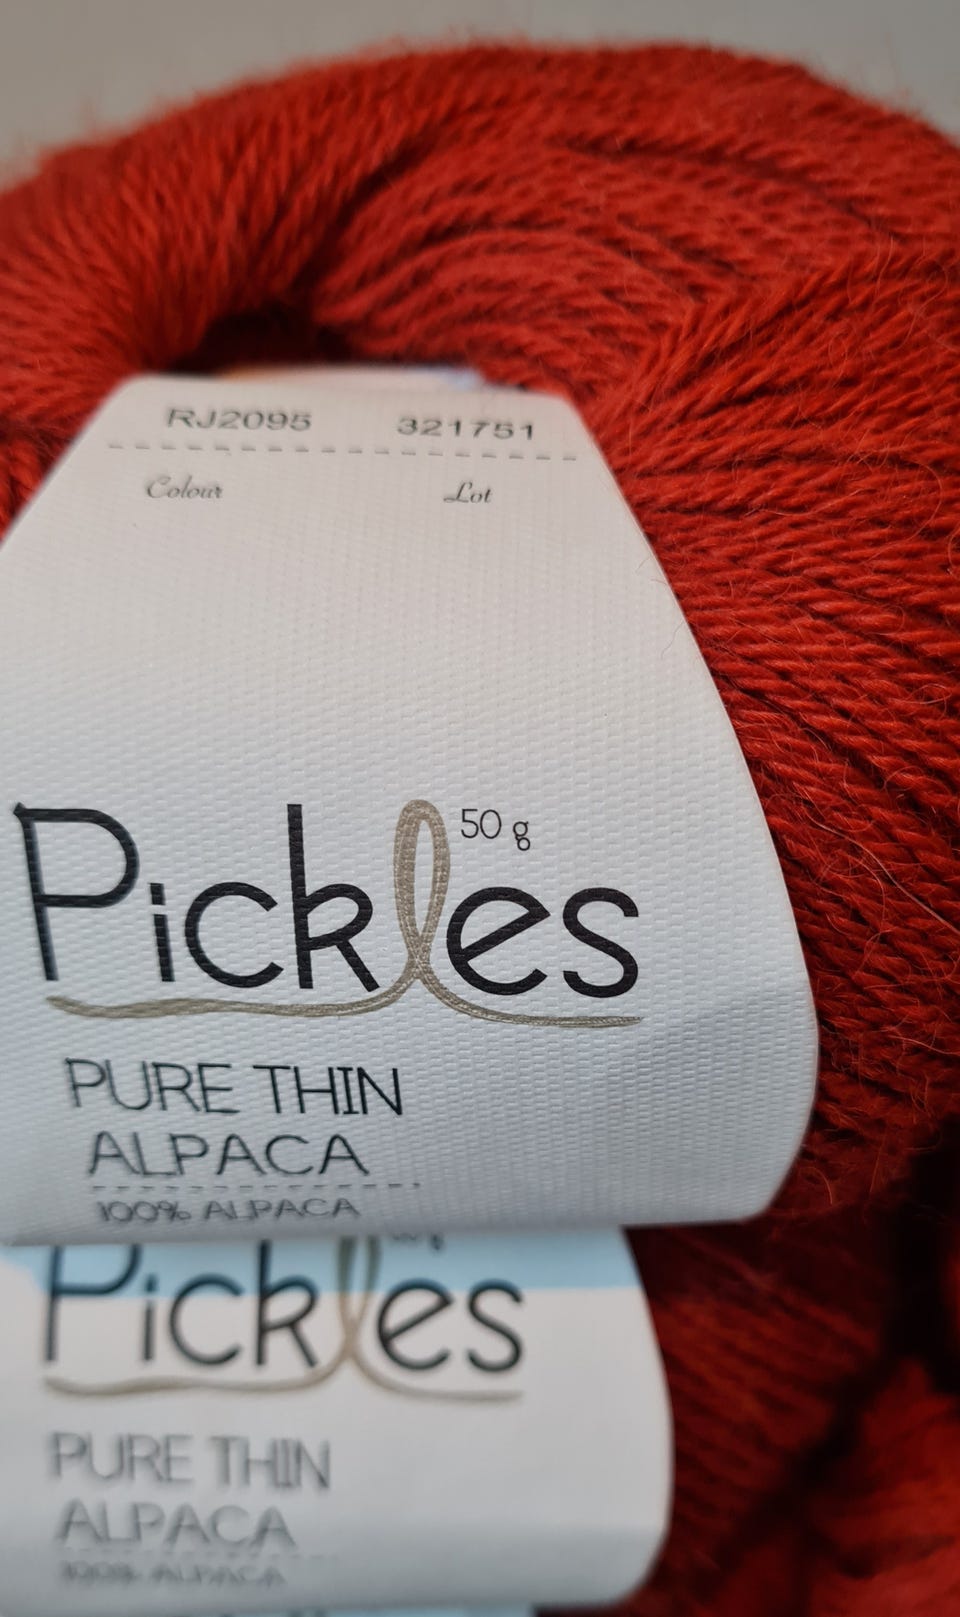 RJ2095 321751
Colour Lot
50 g
Pickles
PURE THIN
ALPACA
100% ALPACA
Pickles
PURE THIN
ALPACA
100% ALPACA